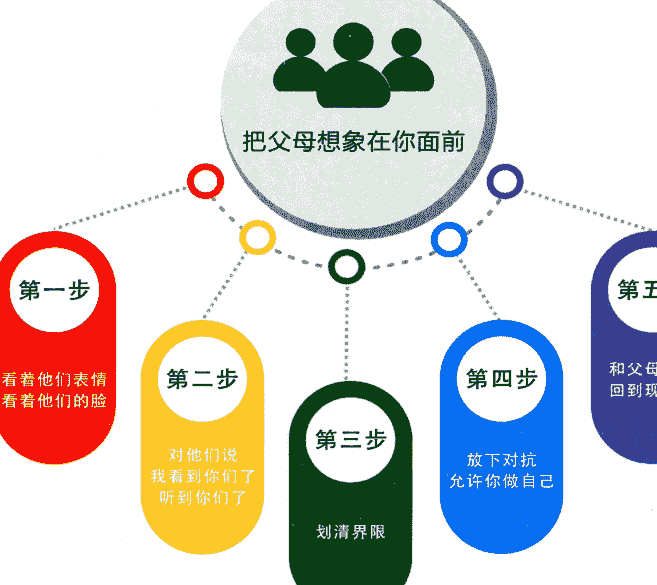 把父母想象在你面前
第一步
看着他们表情
看着他们的脸
第二步
对他们说
我看到你们了
听到你们了
第三步
划清界限
第四步
放下对抗
允许你做自己
第五
和父母
回到现